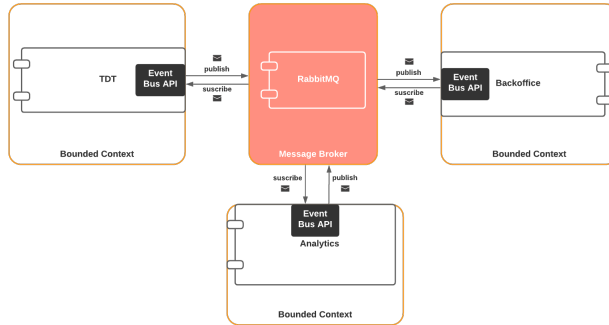 TDT
Event
Bus API
publish
suscribe
Bounded Context
RabbitMQ
Message Broker
publish
suscribe
Event
Bus API
Backoffice
Bounded Context
suscribe
publish
Event
Bus API
Analytics
Bounded Context